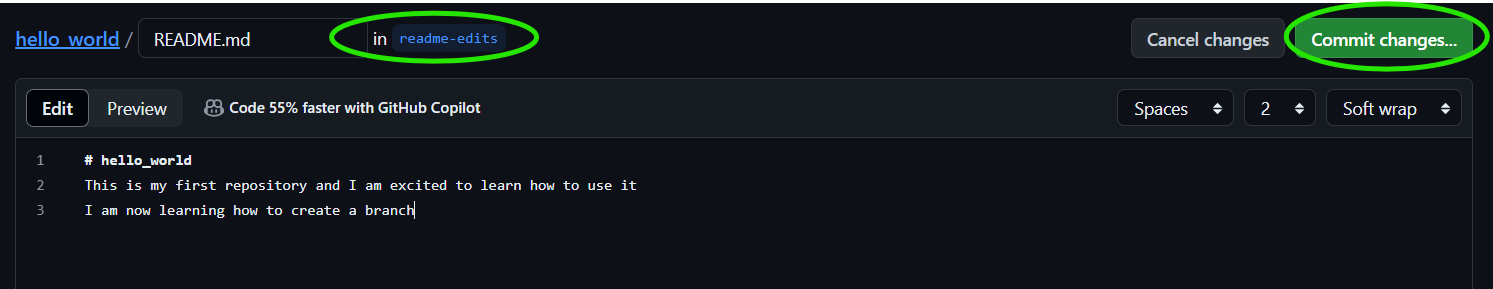 hello_world / README.md in readme-edits Cancel changes Commit changes...
Edit Preview Code 55% faster with GitHub Copilot Spaces 2 Soft wrap
1 # hello_world
2 This is my first repository and I am excited to learn how to use it
3 I am now learning how to create a branch